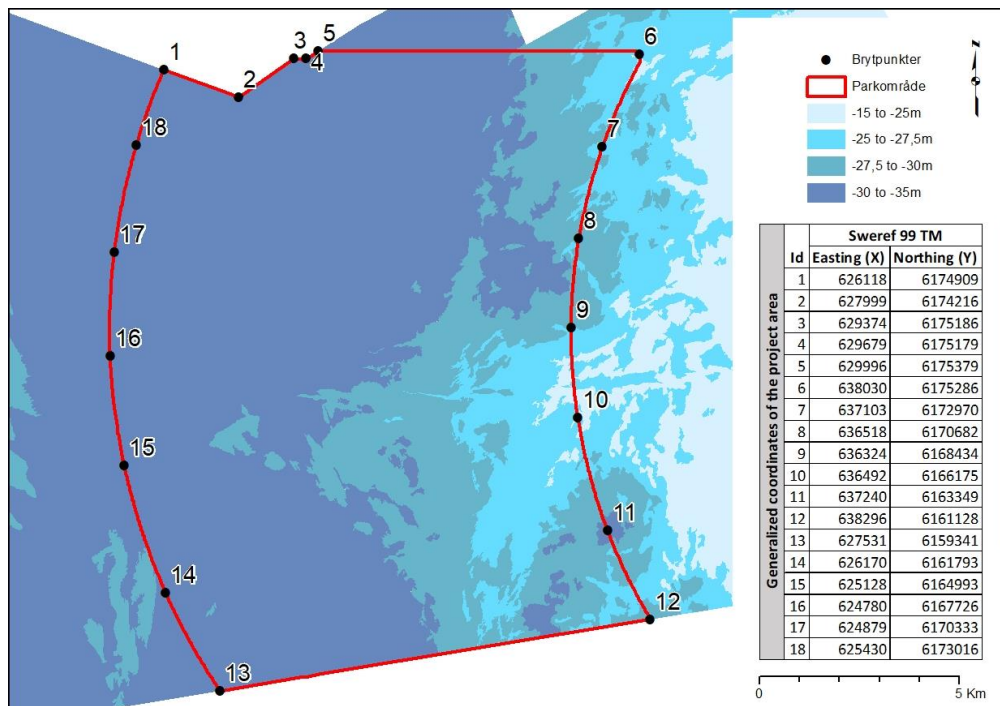 1
2
3
4
5
6
7
8
9
10
11
12
13
14
15
16
17
18
N
Brytpunkter
Parkområde
-15 to -25m
-25 to -27,5m
-27,5 to -30m
-30 to -35m
Generalized coordinates of the project area
Sweref 99 TM
Id Easting (X) Northing (Y)
1 626118 6174909
2 627999 6174216
3 629374 6175186
4 629679 6175179
5 629996 6175379
6 638030 6175286
7 637103 6172970
8 636518 6170682
9 636324 6168434
10 636492 6166175
11 637240 6163349
12 638296 6161128
13 627531 6159341
14 626170 6161793
15 625128 6164993
16 624780 6167726
17 624879 6170333
18 625430 6173016
0 5 Km